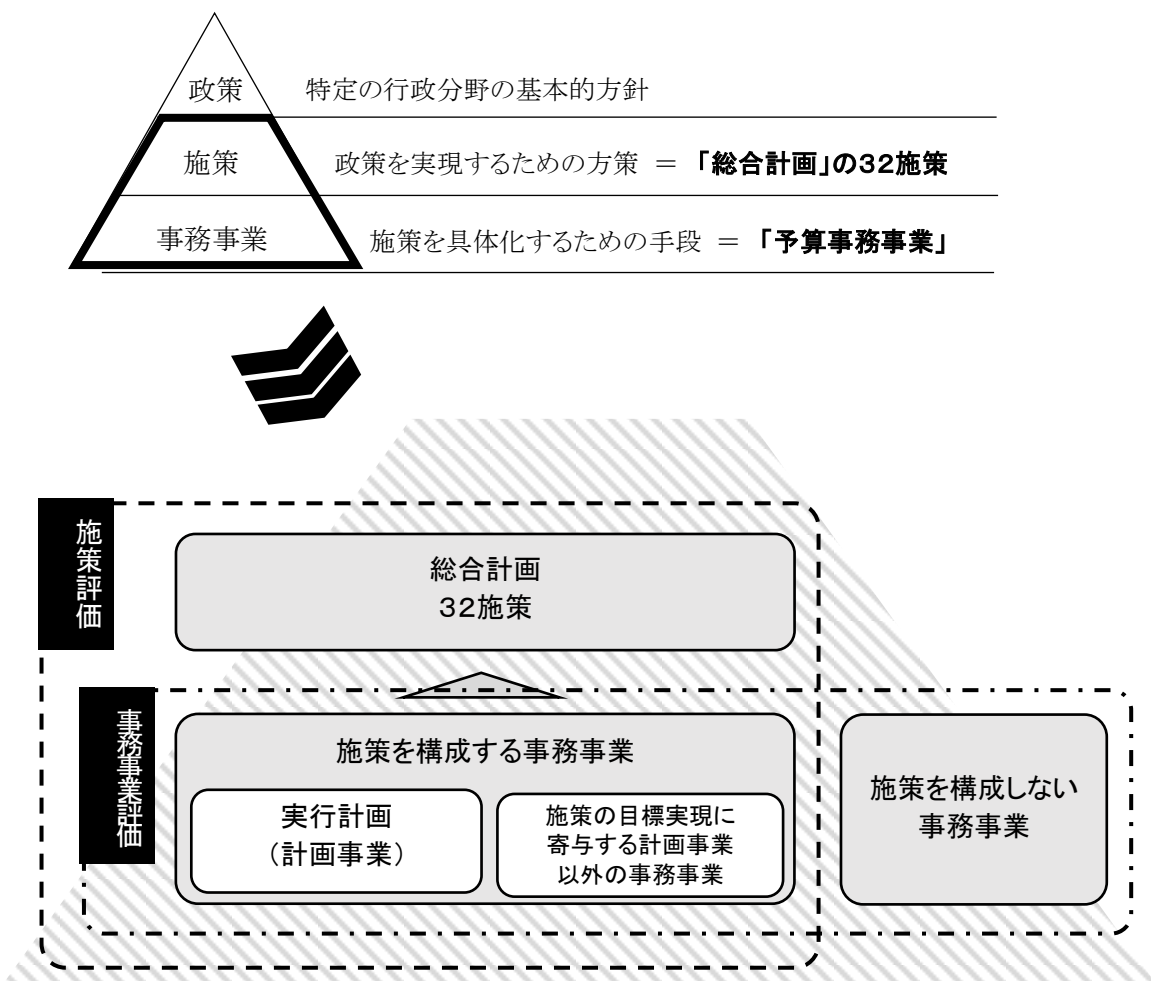 政策 特定の行政分野の基本的方針
施策 政策を実現するための方策 ＝ 「総合計画」の32施策
事務事業 施策を具体化するための手段 ＝ 「予算事務事業」
施策評価
総合計画
32施策
事務事業評価
施策を構成する事務事業
実行計画
（計画事業）
施策の目標実現に
寄与する計画事業
以外の事務事業
施策を構成しない
事務事業